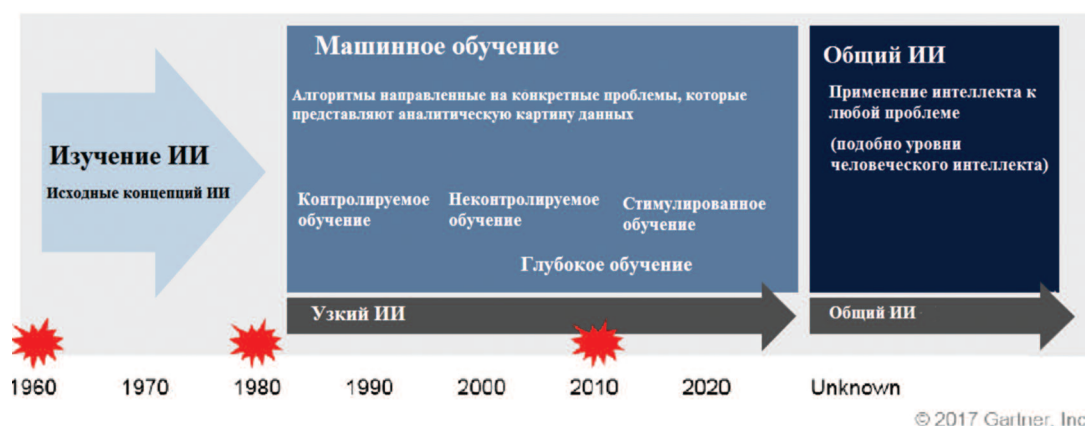 Изучение ИИ
Исходные концепций ИИ
Машинное обучение
Алгоритмы направленные на конкретные проблемы, которые
представляют аналитическую картину данных
Контролируемое
обучение
Неконтролируемое
обучение
Стимулированное
обучение
Глубокое обучение
Узкий ИИ
Общий ИИ
Применение интеллекта к
любой проблеме
(подобно уровни
человеческого интеллекта)
Общий ИИ
1960 1970 1980 1990 2000 2010 2020 Unknown
© 2017 Gartner, Inc